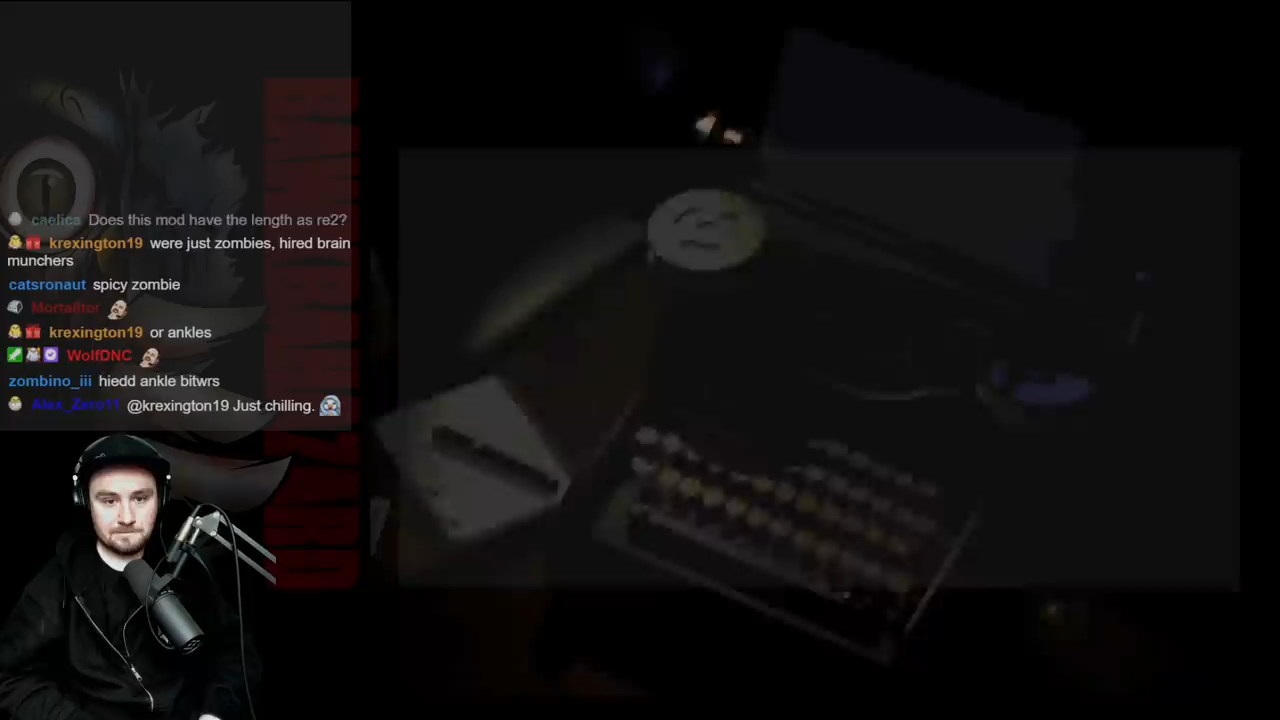 caelica Does this mod have the length as re2?
krexington19 were just zombies, hired brain
munchers
catsronaut spicy zombie
Mortalitor
krexington19 or ankles
WolfDNC
zombino_iii hiedd ankle bitwrs
Alex_Zero11 @krexington19 Just chilling.